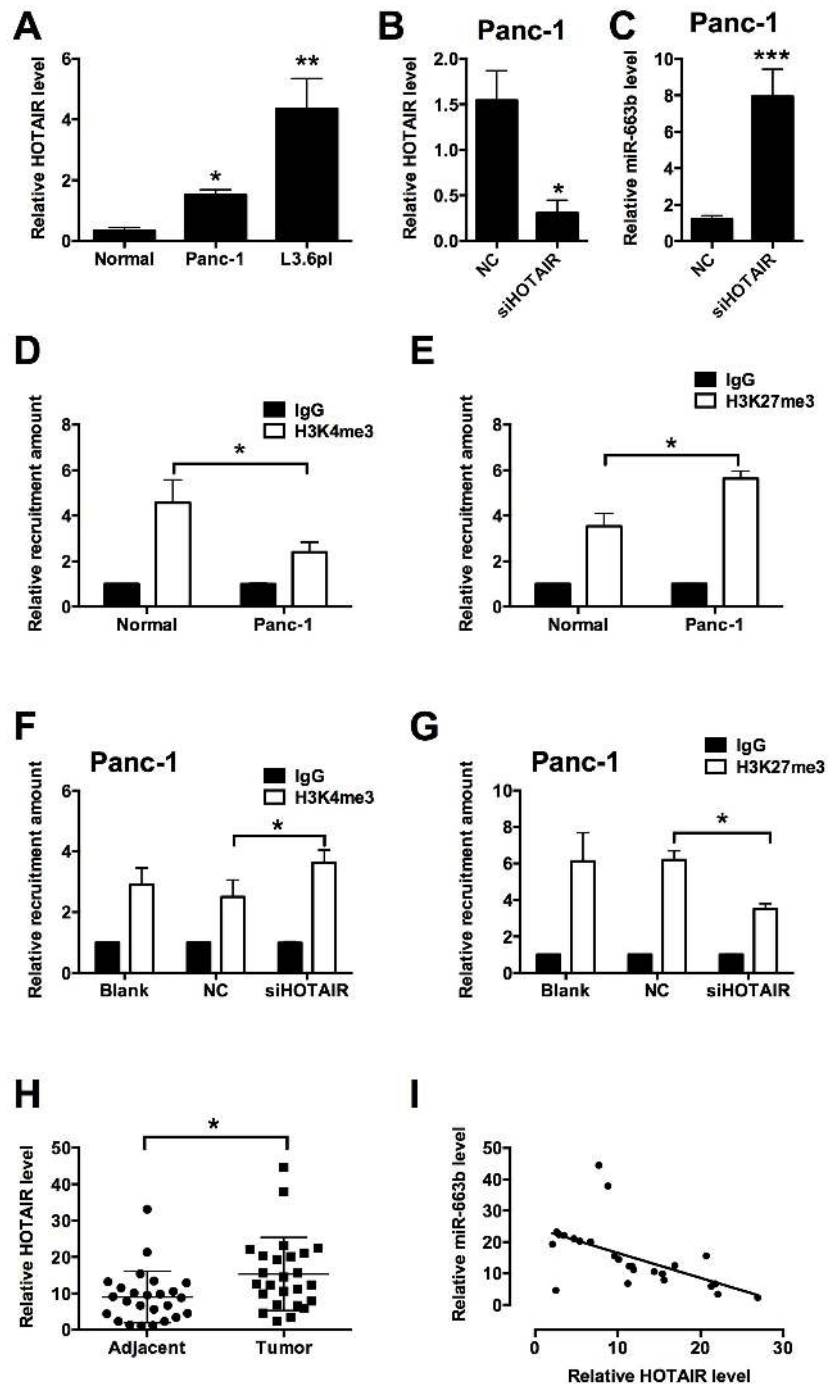 A
Relative HOTAIR level
6
4
2
0
*
**
Normal Panc-1 L3.6pl
B
Panc-1
Relative HOTAIR level
2.0
1.5
1.0
0.5
0.0
*
NC
siHOTAIR
C
Panc-1
Relative miR-663b level
10
8
6
4
2
0
***
NC
siHOTAIR
D
IgG
H3K4me3
Relative recruitment amount
8
6
4
2
0
*
Normal Panc-1
E
IgG
H3K27me3
Relative recruitment amount
8
6
4
2
0
*
Normal Panc-1
F
Panc-1
IgG
H3K4me3
Relative recruitment amount
6
4
2
0
*
Blank NC siHOTAIR
G
Panc-1
IgG
H3K27me3
Relative recruitment amount
10
8
6
4
2
0
*
Blank NC siHOTAIR
H
Relative HOTAIR level
50
40
30
20
10
0
*
Adjacent Tumor
I
Relative miR-663b level
50
40
30
20
10
0
0 10 20 30
Relative HOTAIR level